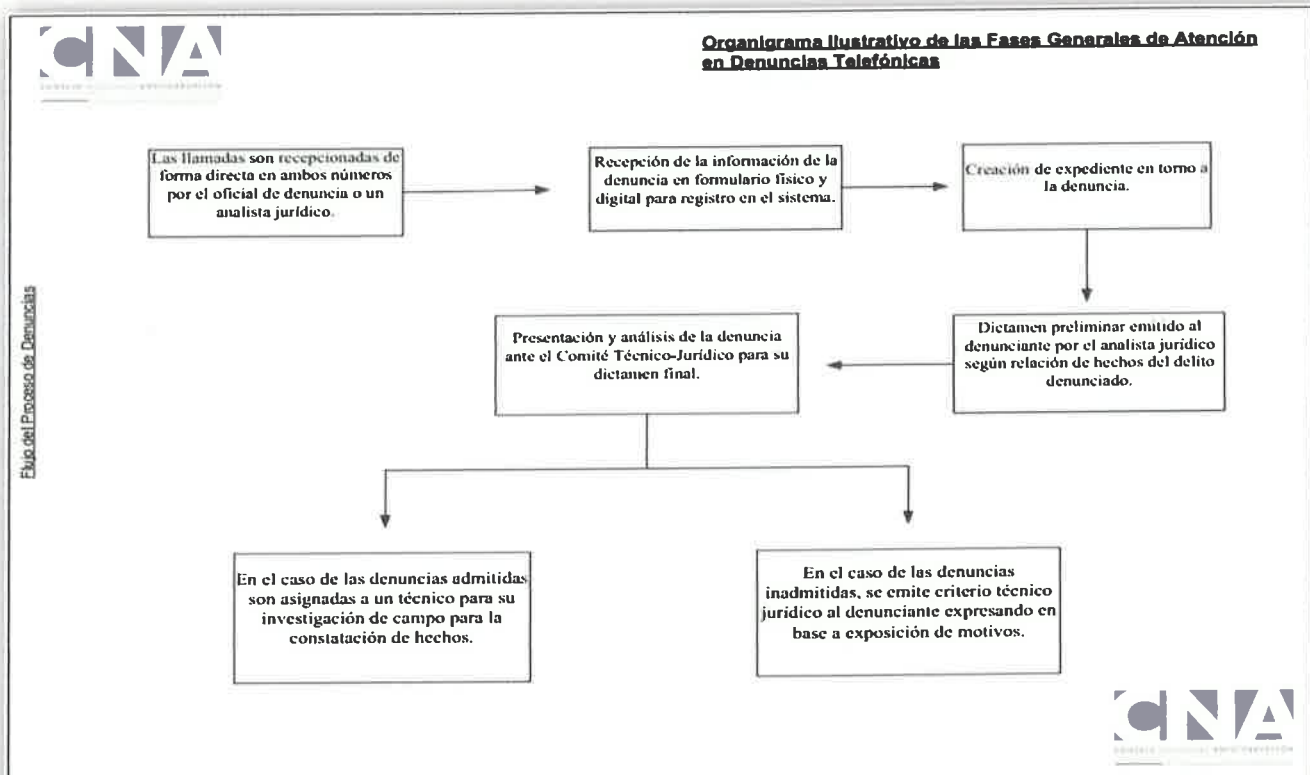 CNA
Organigrama Ilustrativo de las Fases Generales de Atención
en Denuncias Telefónicas
Las llamadas son recepcionadas de
forma directa en ambos números
por el oficial de denuncia o un
analista jurídico.
Recepción de la información de la
denuncia en formulario físico y
digital para registro en el sistema.
Creación de expediente en torno a
la denuncia.
Flujo del Proceso de Denuncias
Presentación y análisis de la denuncia
ante el Comité Técnico-Jurídico para su
dictamen final.
Dictamen preliminar emitido al
denunciante por el analista jurídico
según relación de hechos del delito
denunciado.
En el caso de las denuncias admitidas
son asignadas a un técnico para su
investigación de campo para la
constatación de hechos.
En el caso de las denuncias
inadmitidas, se emite criterio técnico
jurídico al denunciante expresando en
base a exposición de motivos.
CNA